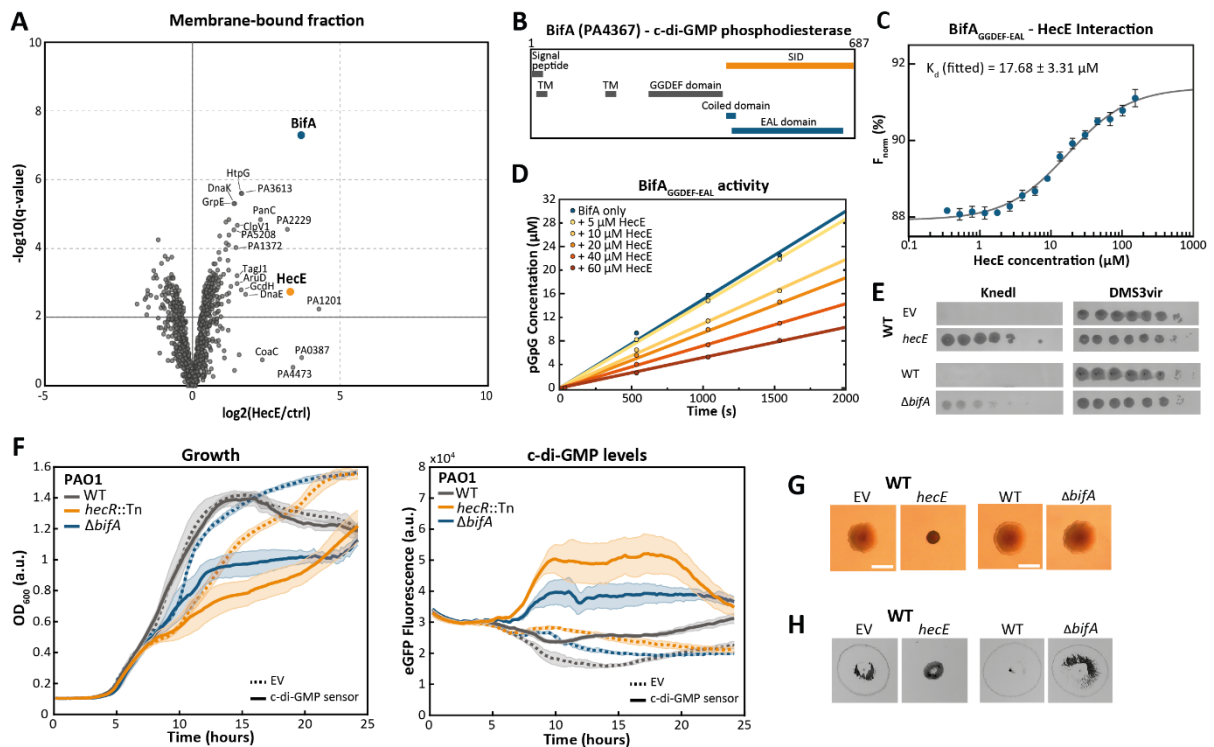 A
Membrane-bound fraction
-log10(q-value)
10
8
6
4
2
0
BifA
HtpG
DnaK
PA3613
GrpE
PanC
PA2229
ClpV1
PA5208
PA1372
TagJ1
AruD
HecE
GcdH
DnaE
PA1201
CoaC
PA0387
PA4473
-5
0
5
10
log2(HecE/ctrl)
B
BifA (PA4367) - c-di-GMP phosphodiesterase
1
687
Signal
peptide
SID
TM
TM
GGDEF domain
Coiled domain
EAL domain
C
BifAGGDEF-EAL - HecE Interaction
Kd (fitted) = 17.68 ± 3.31 µM
Fnorm (%)
92
90
88
0.1
1
10
100
1000
HecE concentration (µM)
D
BifAGGDEF-EAL activity
pGpG Concentration (µM)
32
28
24
20
16
12
8
4
0
BifA only
+ 5 µM HecE
+ 10 µM HecE
+ 20 µM HecE
+ 40 µM HecE
+ 60 µM HecE
0
500
1000
1500
2000
Time (s)
E
Knedl
DMS3vir
WT
EV
hecE
WT
ΔbifA
F
Growth
OD600 (a.u.)
1.6
1.4
1.2
1.0
0.8
0.6
0.4
0.2
0
PAO1
WT
hecR::Tn
ΔbifA
EV
c-di-GMP sensor
0
5
10
15
20
25
Time (hours)
c-di-GMP levels
×10⁴
eGFP Fluorescence (a.u.)
8
7
6
5
4
3
2
1
0
PAO1
WT
hecR::Tn
ΔbifA
EV
c-di-GMP sensor
0
5
10
15
20
25
Time (hours)
G
WT
EV
hecE
WT
ΔbifA
H
WT
EV
hecE
WT
ΔbifA